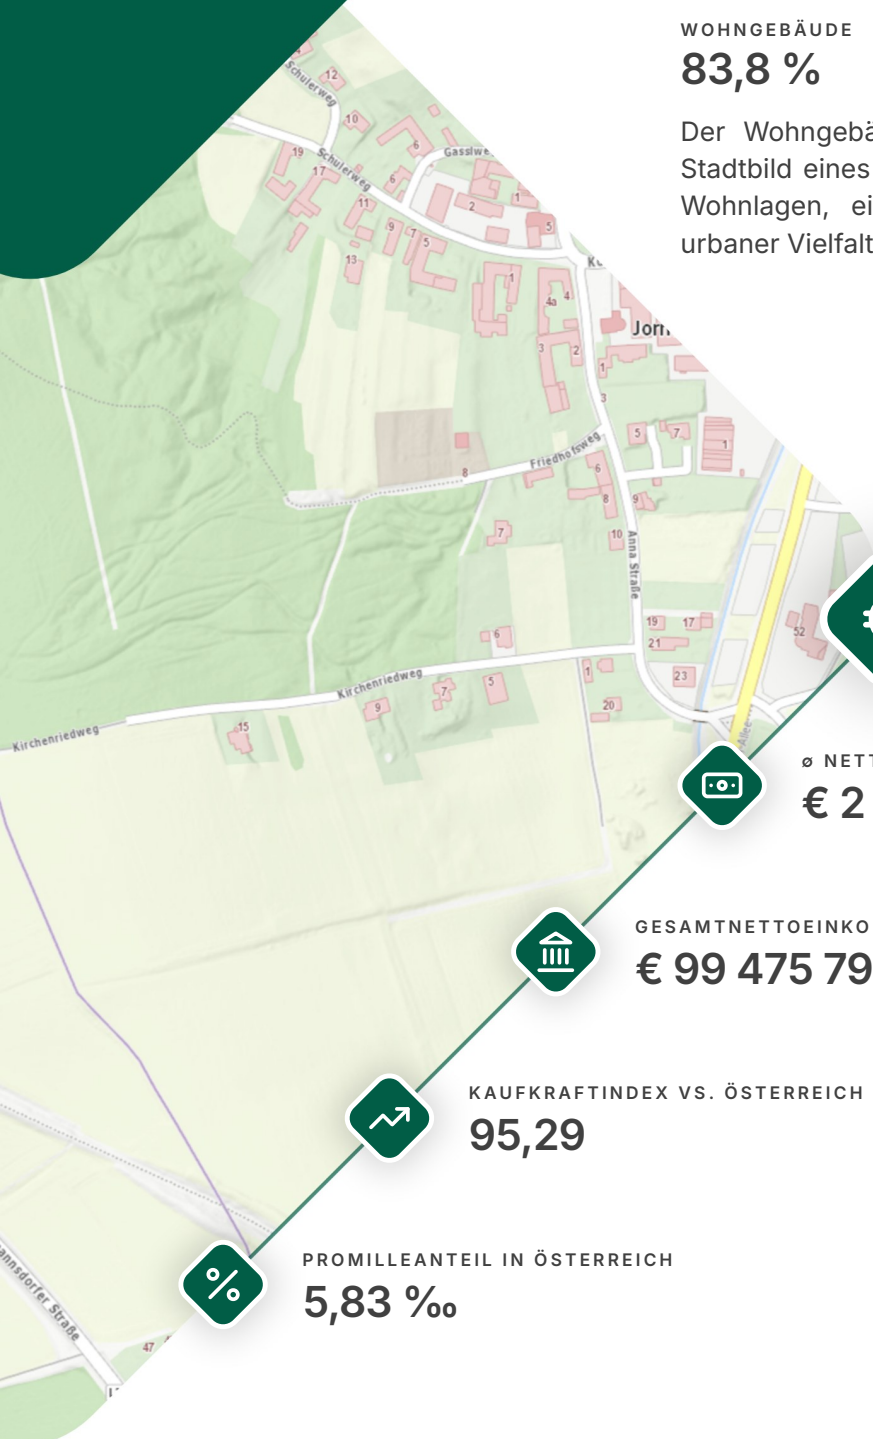 WOHNGEBÄUDE
83,8 %
Der Wohngebä
Stadtbild eines
Wohnlagen, ei
urbaner Vielfalt
Schulerweg
12
10
6
Gasslwe
19
Schulerweg
17
6
1
2
11
5
9
7
5
13
1
4a
4
3
2
1
3
5
7
1
Friedhofsweg
8
6
8
9
7
10
Anna Straße
19
17
52
6
21
1
23
Kirchenriedweg
5
7
9
20
15
Kirchenriedweg
Allee
ø NETT
€ 2
GESAMTNETTOEINKO
€ 99 475 79
KAUFKRAFTINDEX VS. ÖSTERREICH
95,29
PROMILLEANTEIL IN ÖSTERREICH
5,83 ‰
annsdorfer Straße
47